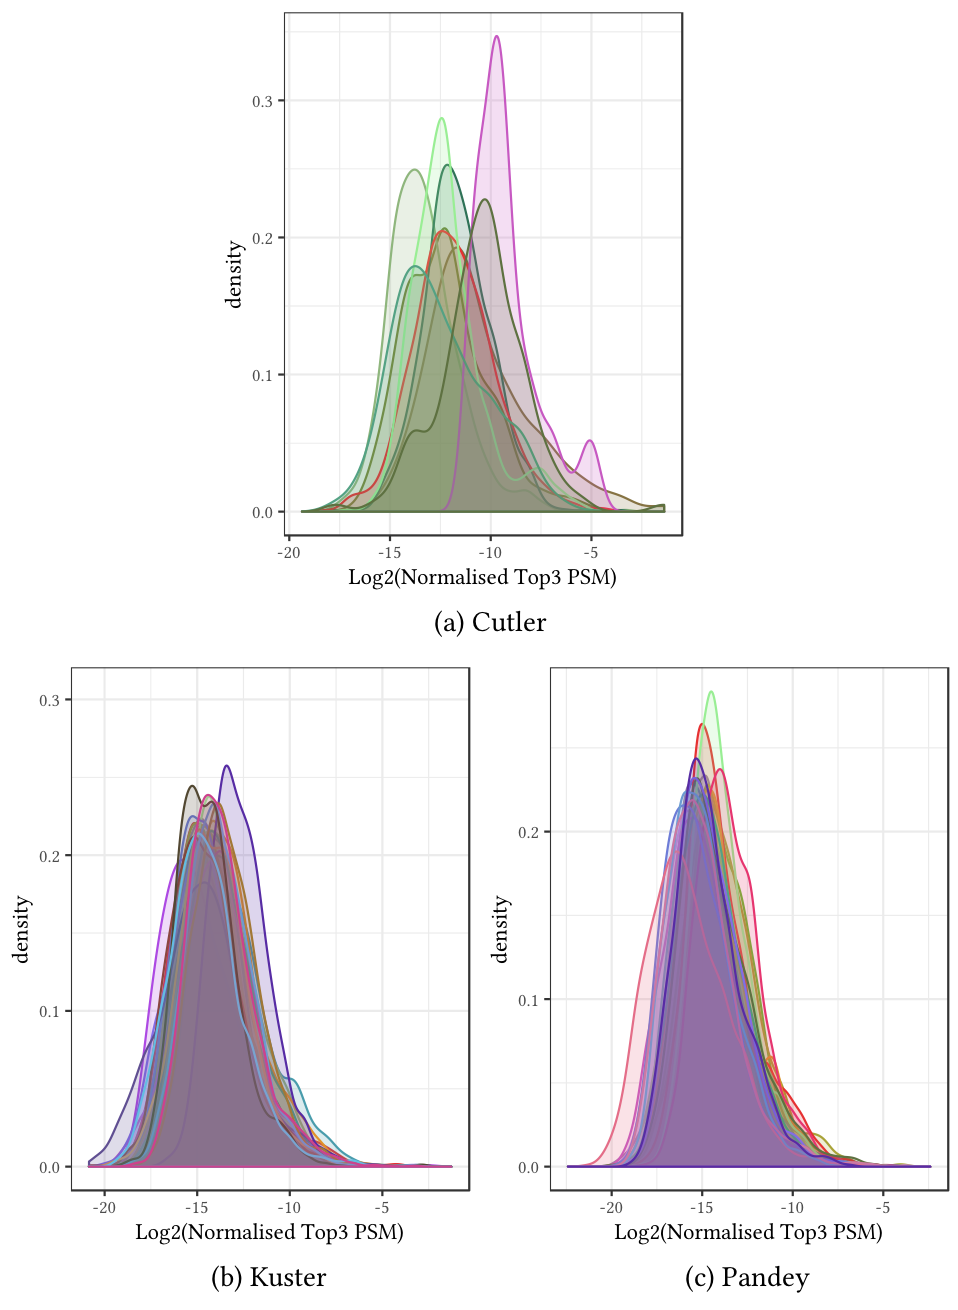 0.3
0.2
0.1
0.0
density
-20 -15 -10 -5
Log2(Normalised Top3 PSM)
(a) Cutler
0.3
0.2
0.1
0.0
density
-20 -15 -10 -5
Log2(Normalised Top3 PSM)
(b) Kuster
0.2
0.1
0.0
density
-20 -15 -10 -5
Log2(Normalised Top3 PSM)
(c) Pandey